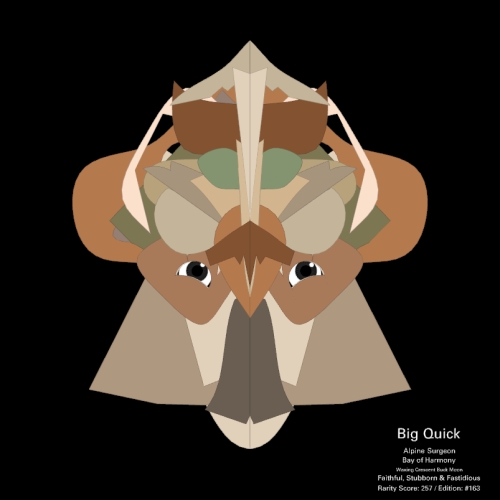 Big Quick
Alpine Surgeon
Bay of Harmony
Waxing Crescent Buck Moon
Faithful, Stubborn & Fastidious
Rarity Score: 257 / Edition: #163